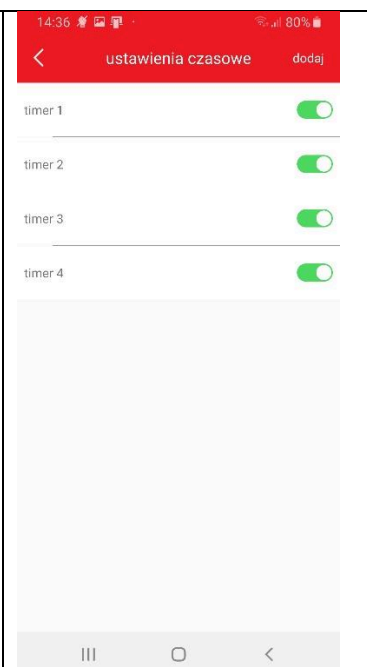 14:36 80%
ustawienia czasowe dodaj
timer 1
timer 2
timer 3
timer 4